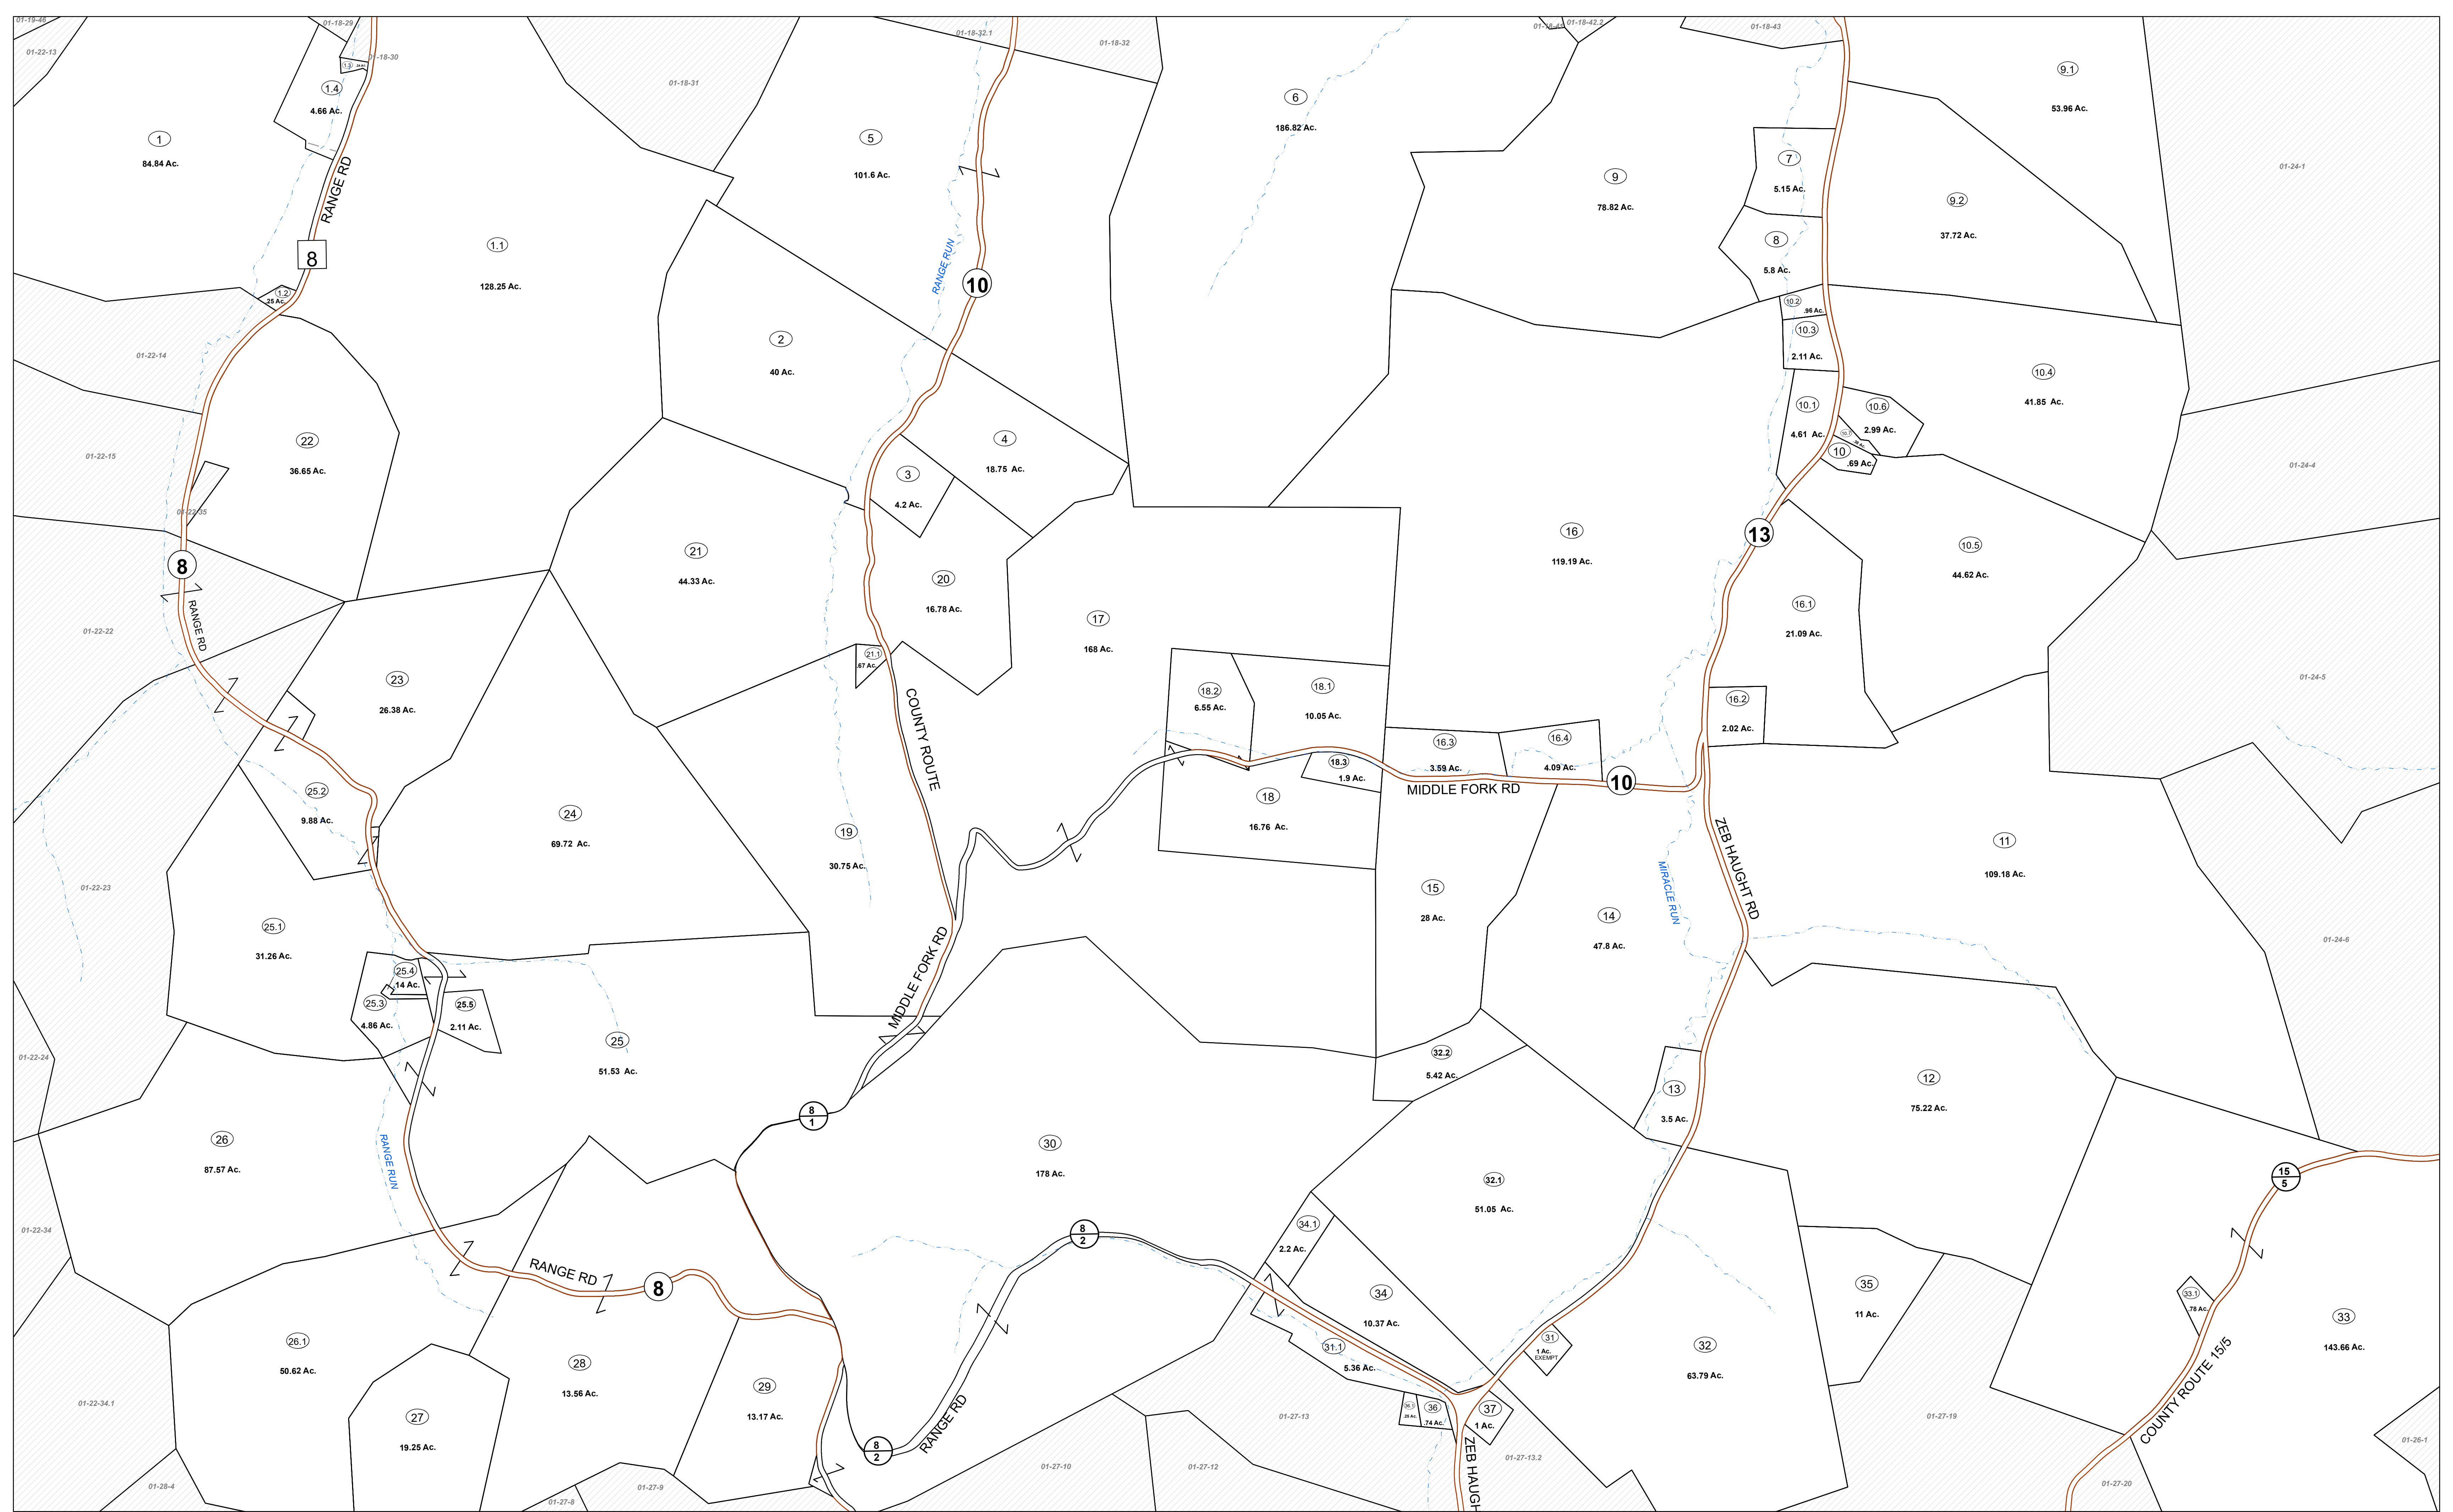 01-19-46
01-18-29
01-18-32.1
01-18-32
01-18-42.2
01-18-43
01-22-13
01-18-30
01-18-31
1.4
4.66 Ac.
1
84.84 Ac.
RANGE RD
8
1.2
.25 Ac.
1.1
128.25 Ac.
5
101.6 Ac.
RANGE RUN
10
6
186.82 Ac.
9
78.82 Ac.
7
5.15 Ac.
8
5.8 Ac.
9.1
53.96 Ac.
9.2
37.72 Ac.
01-24-1
01-22-14
2
40 Ac.
10.2
.96 Ac.
10.3
2.11 Ac.
10.4
41.85 Ac.
10.1
4.61 Ac.
10.6
2.99 Ac.
10
.69 Ac.
22
36.65 Ac.
01-22-15
01-22-35
4
18.75 Ac.
3
4.2 Ac.
01-24-4
8
RANGE RD
21
44.33 Ac.
20
16.78 Ac.
16
119.19 Ac.
13
10.5
44.62 Ac.
16.1
21.09 Ac.
17
168 Ac.
01-22-22
21.1
.67 Ac.
23
26.38 Ac.
COUNTY ROUTE
18.2
6.55 Ac.
18.1
10.05 Ac.
16.2
2.02 Ac.
01-24-5
16.3
3.59 Ac.
16.4
4.09 Ac.
18.3
1.9 Ac.
10
MIDDLE FORK RD
18
16.76 Ac.
25.2
9.88 Ac.
24
69.72 Ac.
19
30.75 Ac.
ZEB HAUGHT RD
MIRACLE RUN
11
109.18 Ac.
01-22-23
15
28 Ac.
14
47.8 Ac.
25.1
31.26 Ac.
01-24-6
MIDDLE FORK RD
25.4
.14 Ac.
25.3
4.86 Ac.
25.5
2.11 Ac.
25
51.53 Ac.
01-22-24
32.2
5.42 Ac.
13
3.5 Ac.
12
75.22 Ac.
8
1
26
87.57 Ac.
RANGE RUN
30
178 Ac.
32.1
51.05 Ac.
15
5
01-22-34
8
2
34.1
2.2 Ac.
RANGE RD
8
34
10.37 Ac.
35
11 Ac.
33.1
.78 Ac.
33
143.66 Ac.
26.1
50.62 Ac.
28
13.56 Ac.
31.1
5.36 Ac.
31
1 Ac.
EXEMPT
32
63.79 Ac.
COUNTY ROUTE 15/5
29
13.17 Ac.
01-22-34.1
27
19.25 Ac.
RANGE RD
01-27-13
36
.74 Ac.
37
1 Ac.
01-27-19
01-26-1
8
2
01-27-10
01-27-12
ZEB HAUGH
01-27-13.2
01-28-4
01-27-8
01-27-9
01-27-20